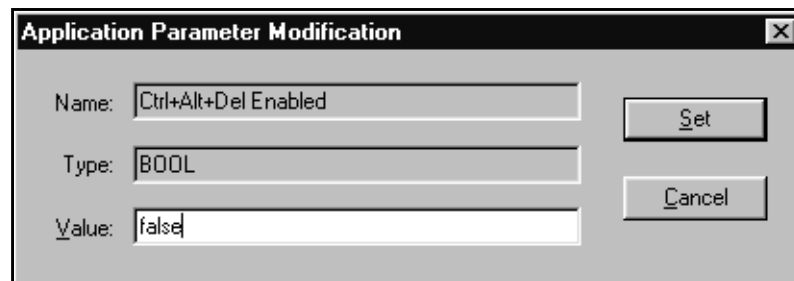 Application Parameter Modification
Name: Ctrl+Alt+Del Enabled
Set
Type: BOOL
Cancel
Value: false